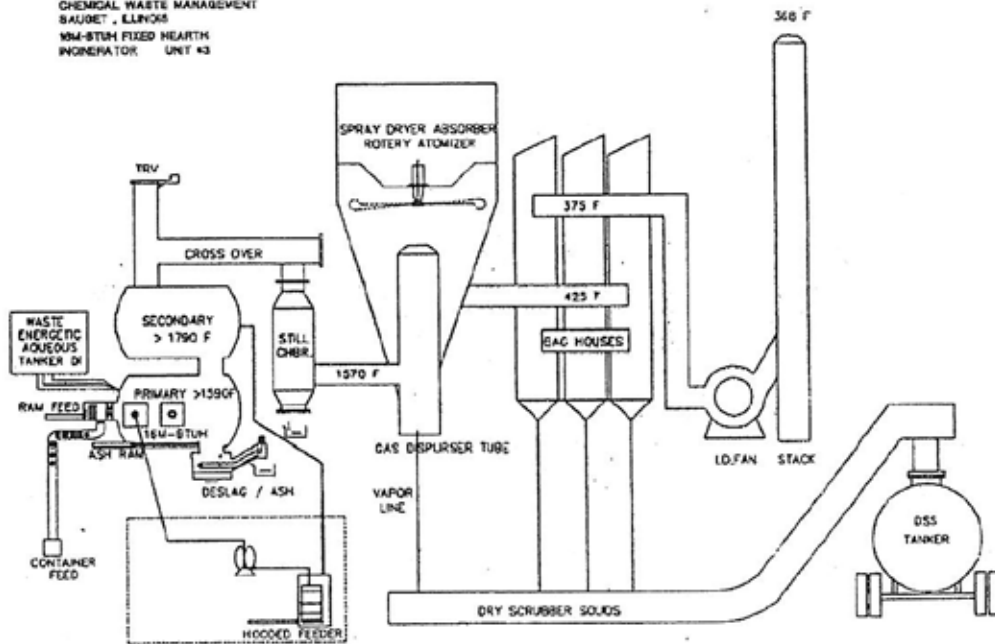 CHEMICAL WASTE MANAGEMENT
SAUGET , ILLINOIS
16M-BTUH FIXED HEARTH
INCINERATOR UNIT #3
368 F
SPRAY DRYER ABSORBER
ROTERY ATOMIZER
TRV
375 F
CROSS OVER
425 F
SECONDARY
> 1790 F
WASTE
ENERGETIC
AQUEOUS
TANKER DI
STILL
CHBR.
BAG HOUSES
1570 F
PRIMARY >1590F
RAM FEED
16M-BTUH
ASH RAM
GAS DISPURSER TUBE
I.D.FAN
STACK
DESLAG / ASH
VAPOR
LINE
DSS
TANKER
CONTAINER
FEED
DRY SCRUBBER SOLIDS
HOODED FEEDER